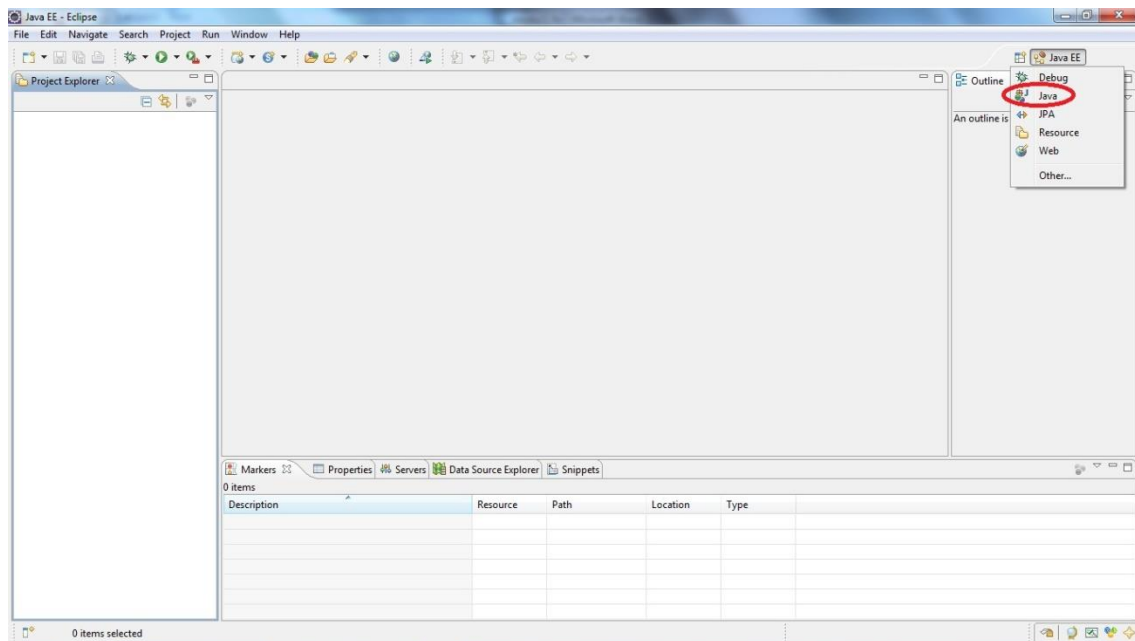 Java EE - Eclipse
File Edit Navigate Search Project Run Window Help
Java EE
Project Explorer
Outline
Debug
Java
An outline is
JPA
Resource
Web
Other...
Markers Properties Servers Data Source Explorer Snippets
0 items
Description Resource Path Location Type
0 items selected